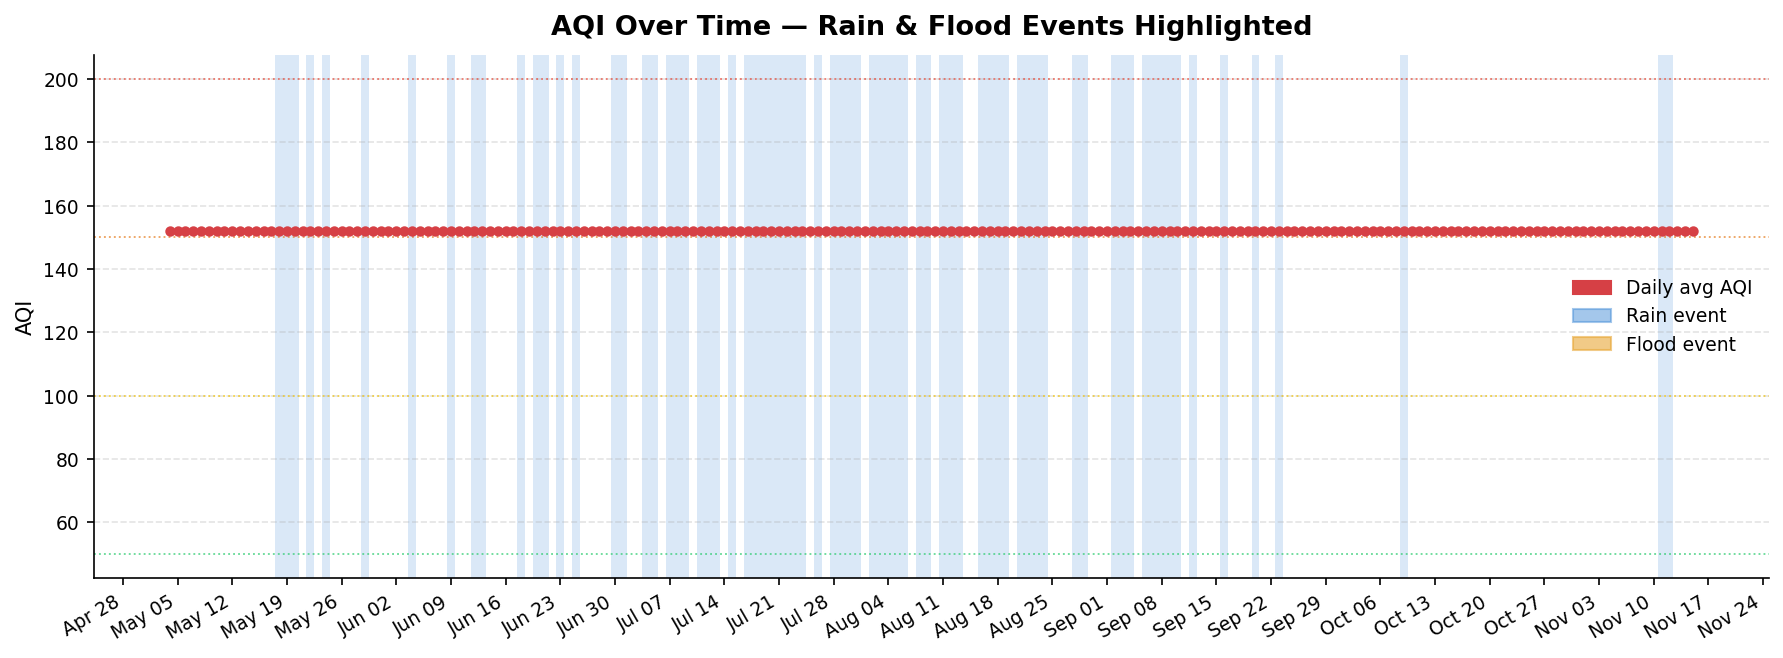 AQI Over Time — Rain & Flood Events Highlighted
AQI
200
180
160
140
120
100
80
60
Daily avg AQI
Rain event
Flood event
Apr 28
May 05
May 12
May 19
May 26
Jun 02
Jun 09
Jun 16
Jun 23
Jun 30
Jul 07
Jul 14
Jul 21
Jul 28
Aug 04
Aug 11
Aug 18
Aug 25
Sep 01
Sep 08
Sep 15
Sep 22
Sep 29
Oct 06
Oct 13
Oct 20
Oct 27
Nov 03
Nov 10
Nov 17
Nov 24